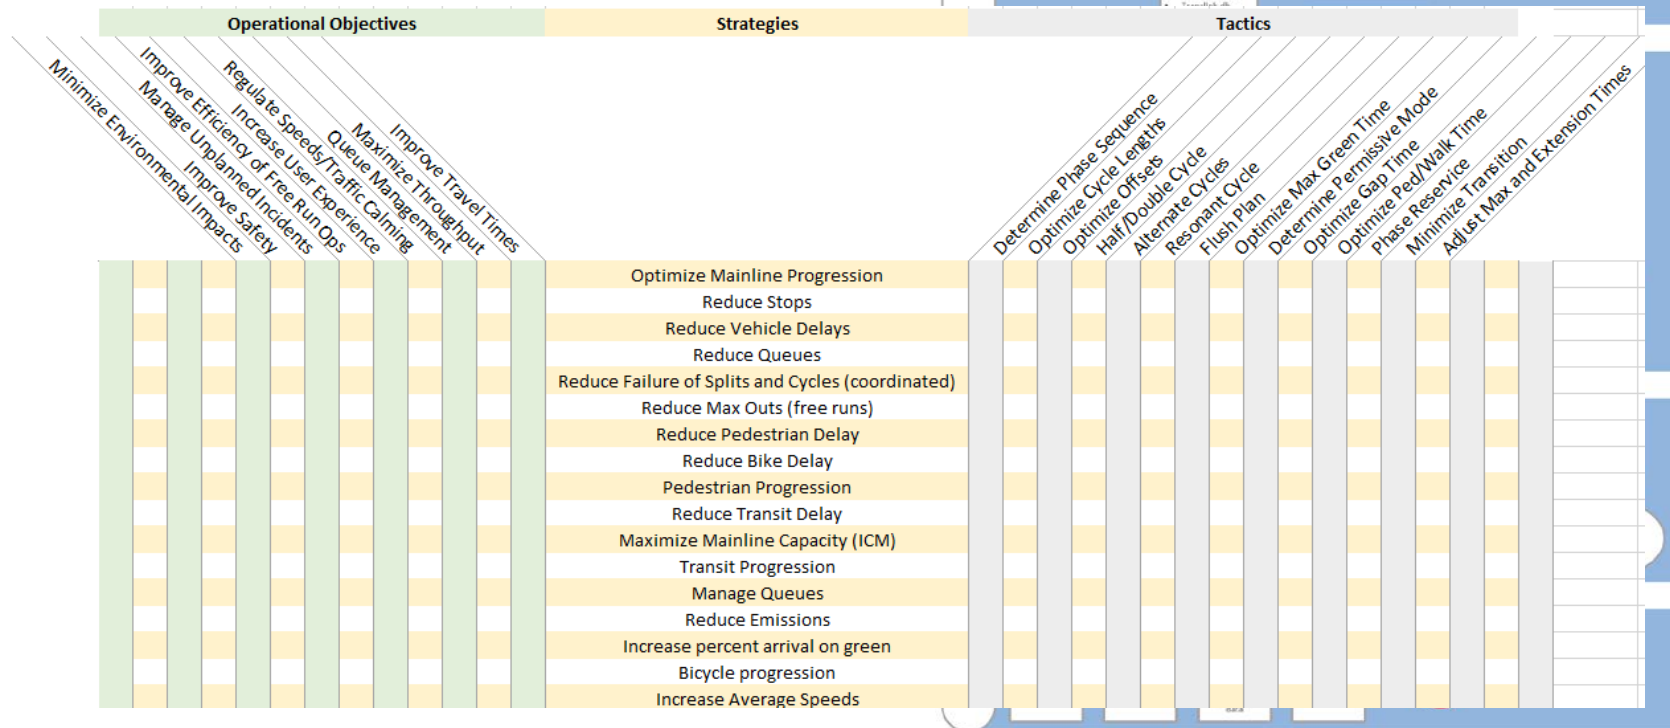 Operational Objectives
Strategies
Tactics
Minimize Environmental Impacts
Improve Safety
Manage Unplanned Incidents
Improve Efficiency of Free Run Ops
Increase User Experience
Regulate Speeds/Traffic Calming
Queue Management
Maximize Throughput
Improve Travel Times
Determine Phase Sequence
Optimize Cycle Lengths
Optimize Offsets
Half/Double Cycle
Alternate Cycles
Resonant Cycle
Flush Plan
Optimize Max Green Time
Determine Permissive Mode
Optimize Gap Time
Optimize Ped/Walk Time
Phase Reservice
Minimize Transition
Adjust Max and Extension Times
Optimize Mainline Progression
Reduce Stops
Reduce Vehicle Delays
Reduce Queues
Reduce Failure of Splits and Cycles (coordinated)
Reduce Max Outs (free runs)
Reduce Pedestrian Delay
Reduce Bike Delay
Pedestrian Progression
Reduce Transit Delay
Maximize Mainline Capacity (ICM)
Transit Progression
Manage Queues
Reduce Emissions
Increase percent arrival on green
Bicycle progression
Increase Average Speeds